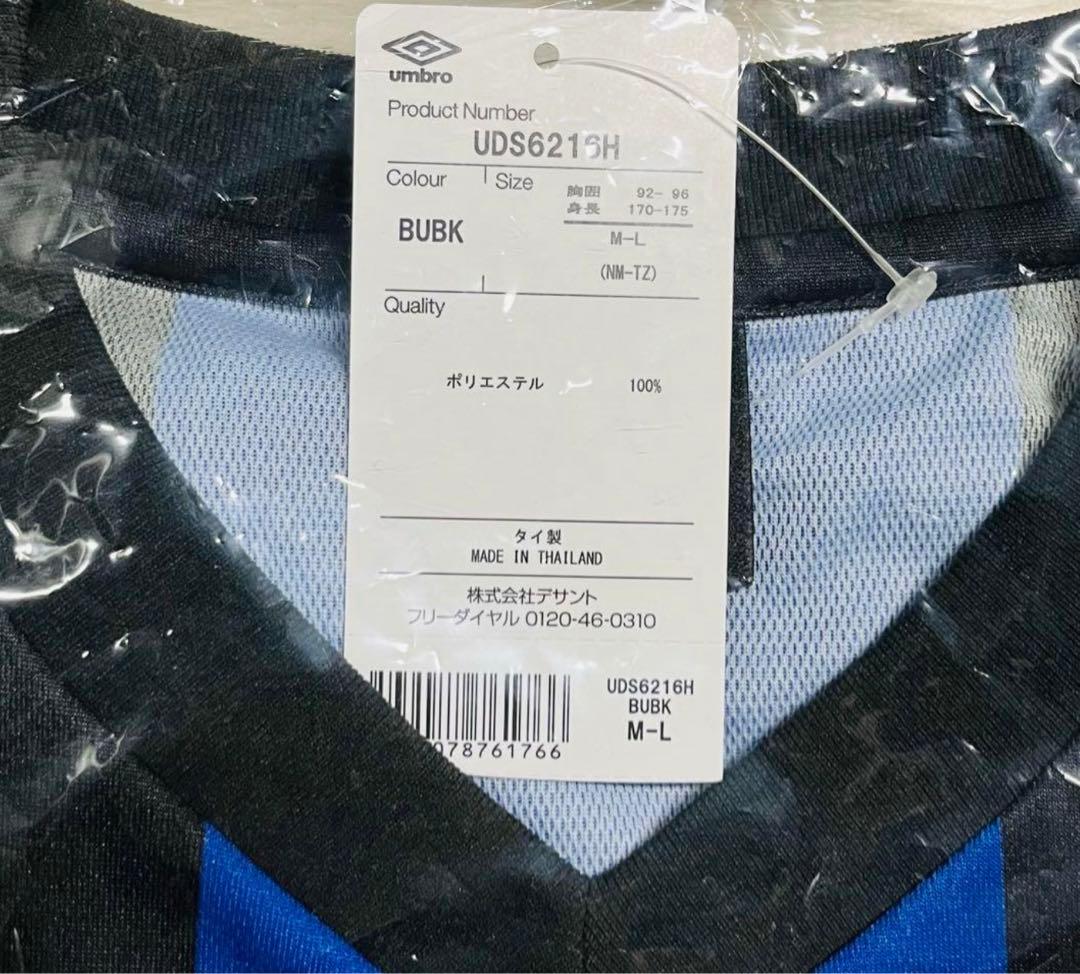 umbro
Product Number
UDS6216H
Colour
Size
胸囲 92- 96
身長 170-175
BUBK
M-L
(NM-TZ)
Quality
ポリエステル 100%
タイ製
MADE IN THAILAND
株式会社デサント
フリーダイヤル 0120-46-0310
UDS6216H
BUBK
M-L
078761766